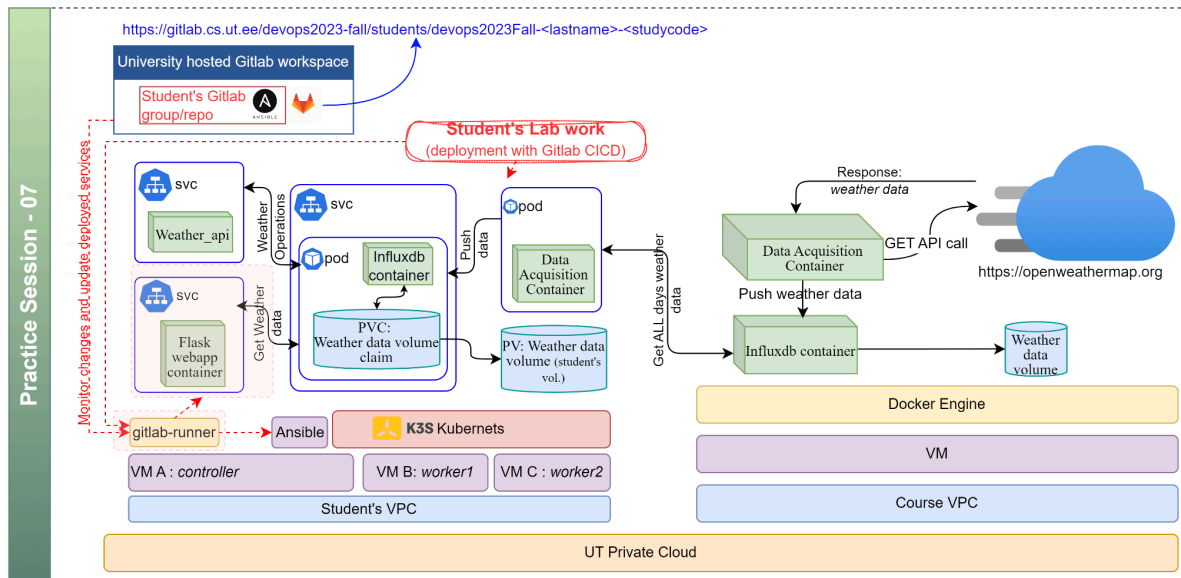 Practice Session - 07
https://gitlab.cs.ut.ee/devops2023-fall/students/devops2023Fall-<lastname>-<studycode>
University hosted Gitlab workspace
Student's Gitlab
group/repo
ANSIBLE
Student's Lab work
(deployment with Gitlab CICD)
Monitor changes and update deployed services
svc
Weather_api
Weather
Operations
svc
pod
Influxdb
container
Push
data
pod
Data
Acquisition
Container
svc
Flask
webapp
container
Get Weather
data
PVC:
Weather data volume
claim
PV: Weather data
volume (student's
vol.)
Get ALL days weather
data
Response:
weather data
Data Acquisition
Container
GET API call
https://openweathermap.org
Push weather data
Influxdb container
Weather
data
volume
gitlab-runner
Ansible
K3S Kubernets
Docker Engine
VM A : controller
VM B: worker1
VM C : worker2
VM
Student's VPC
Course VPC
UT Private Cloud